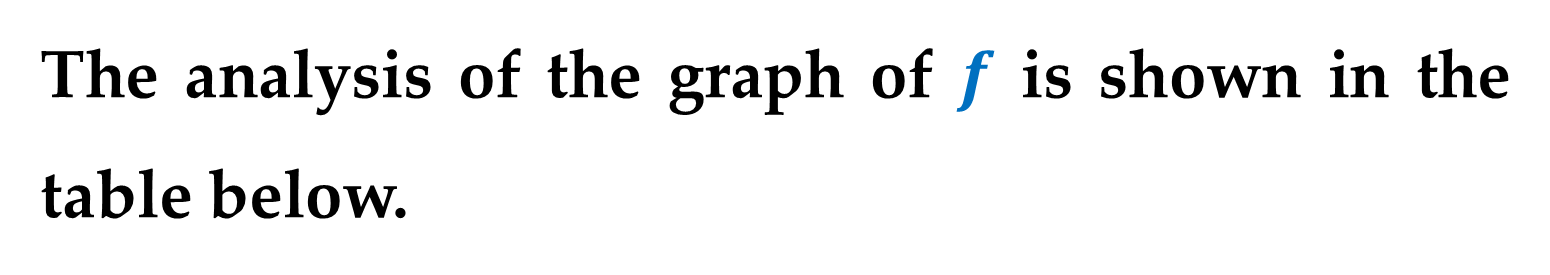 The analysis of the graph of f is shown in the
table below.